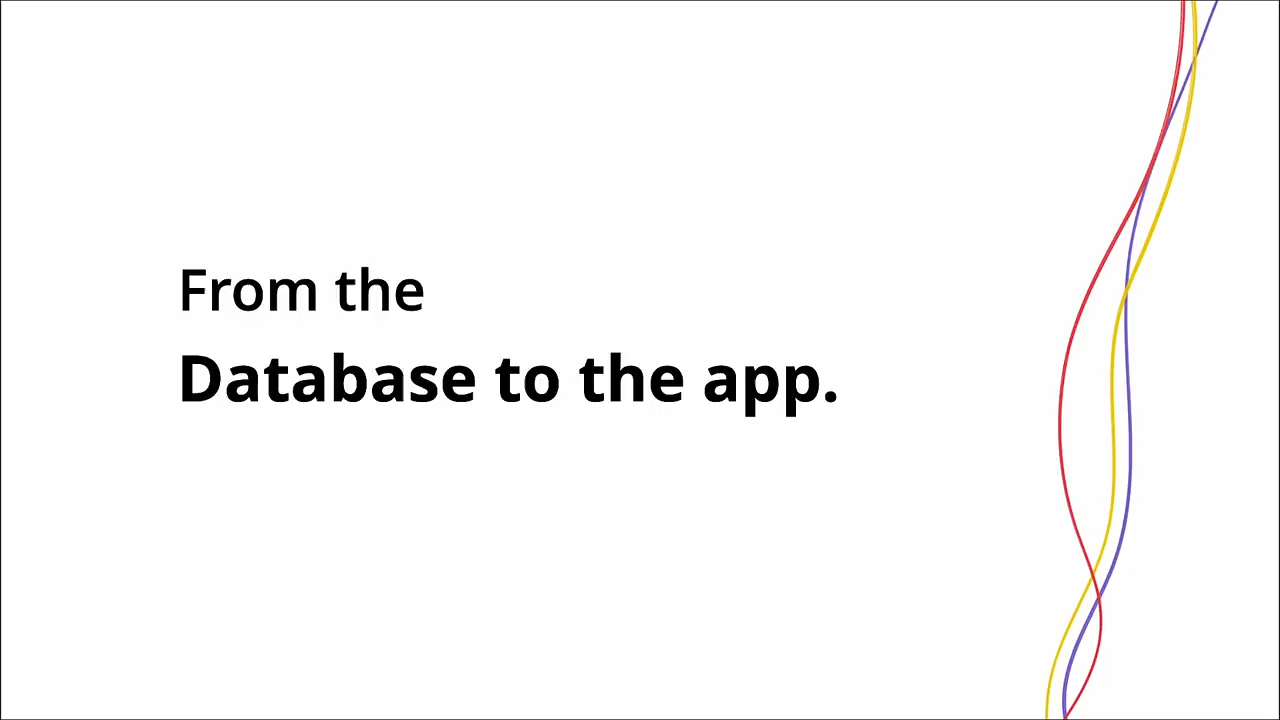 From the
Database to the app.